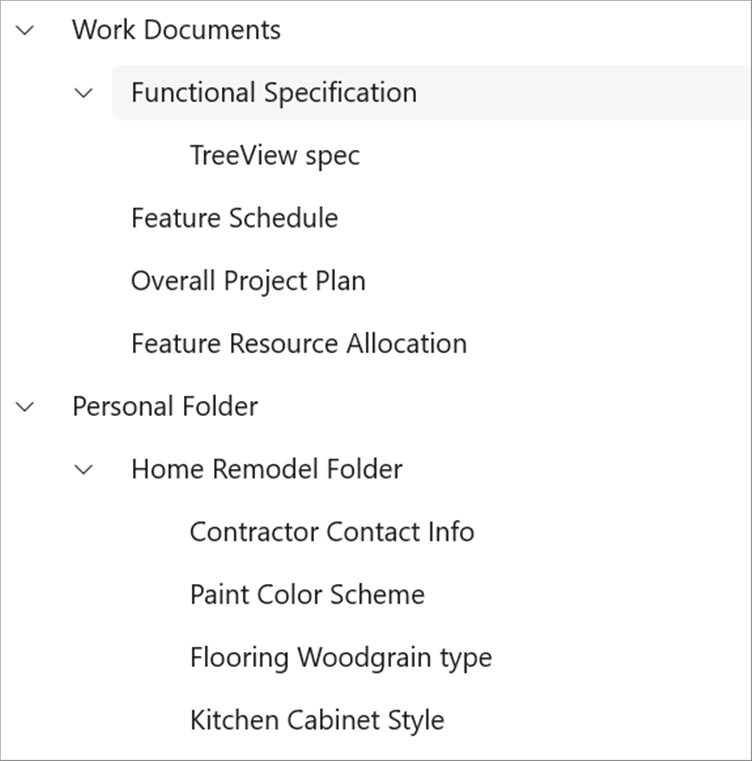 Work Documents
Functional Specification
TreeView spec
Feature Schedule
Overall Project Plan
Feature Resource Allocation
Personal Folder
Home Remodel Folder
Contractor Contact Info
Paint Color Scheme
Flooring Woodgrain type
Kitchen Cabinet Style